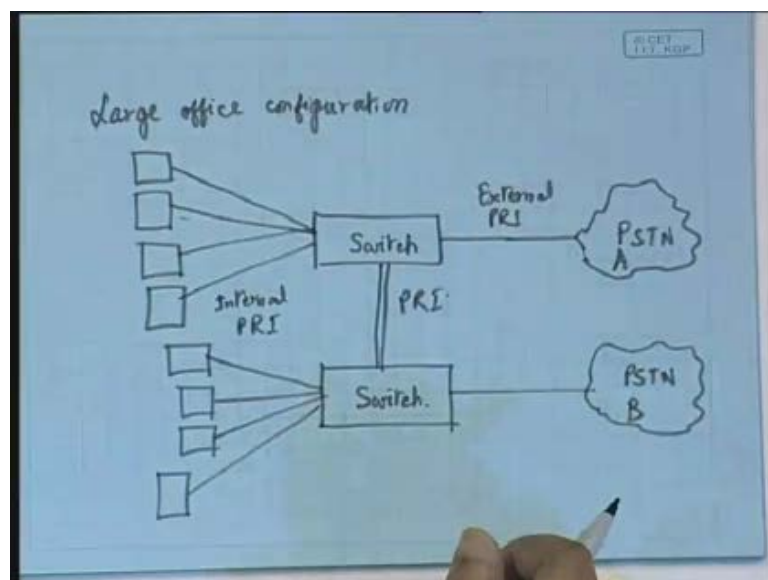 © CET
I.I.T. KGP
Large office configuration
External
PRI
Switch
PSTN
A
Internal
PRI
PRI
Switch.
PSTN
B